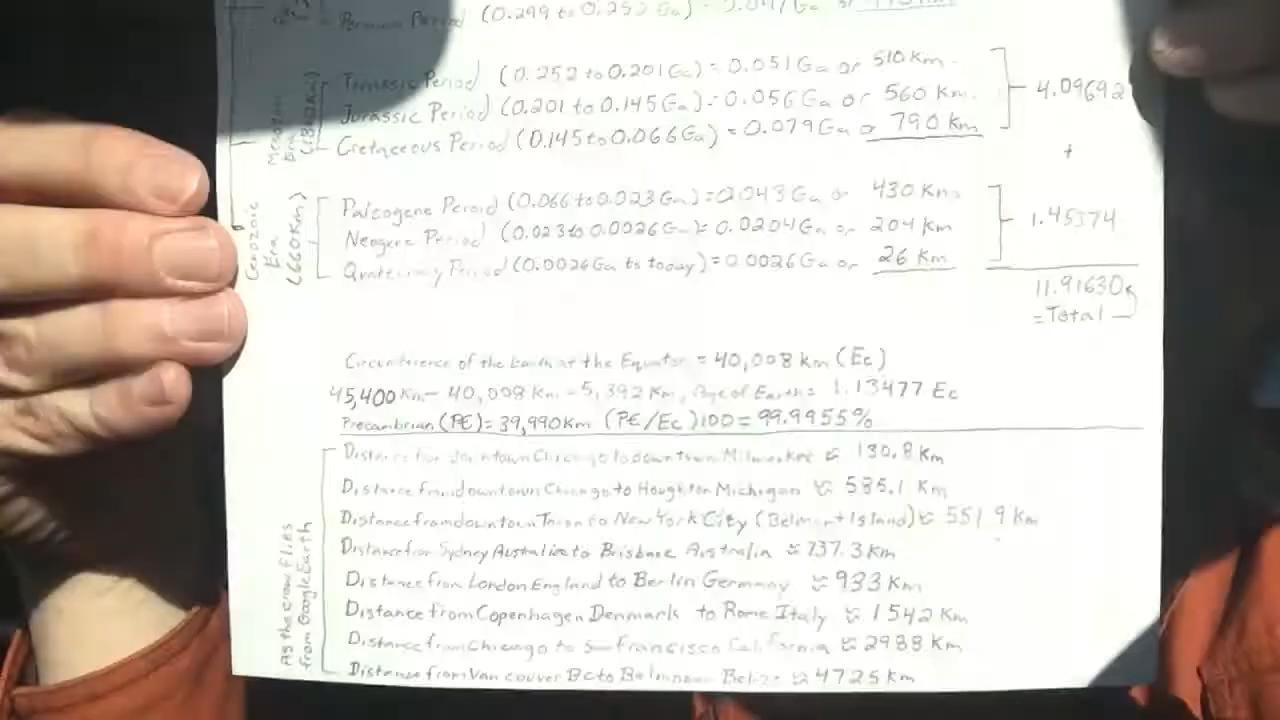 Permian Period (0.299 to 0.252 Ga) =
Triassic Period (0.252 to 0.201 Ga) = 0.051 Ga or 510 km
Jurassic Period (0.201 to 0.145 Ga) = 0.056 Ga or 560 km
Cretaceous Period (0.145 to 0.066 Ga) = 0.079 Ga or 790 km
4.09692
+
Paleogene Period (0.066 to 0.023 Ga) = 0.043 Ga or 430 km
Neogene Period (0.023 to 0.0026 Ga) = 0.0204 Ga or 204 km
Quaternary Period (0.0026 Ga to today) = 0.0026 Ga or 26 km
1.45374
Cenozoic
Era
(660 km)
11.91630
= Total
Circumference of the Earth at the Equator = 40,008 km (Ec)
45,400 km - 40,008 km = 5,392 km, Age of Earth = 1.13477 Ec
Precambrian (PЄ) = 39,990 km (PЄ/Ec)100 = 99.9955%
As the crow flies
from Google Earth
Distance downtown Chicago to downtown Milwaukee ≈ 130.8 km
Distance from downtown Chicago to Houghton Michigan ≈ 585.1 km
Distance from downtown to New York City (Belmont Island) ≈ 551.9 km
Distance from Sydney Australia to Brisbane Australia ≈ 737.3 km
Distance from London England to Berlin Germany ≈ 933 km
Distance from Copenhagen Denmark to Rome Italy ≈ 1542 km
Distance from Chicago to San Francisco California ≈ 2988 km
Distance from Vancouver BC to Belmopan Belize ≈ 4725 km